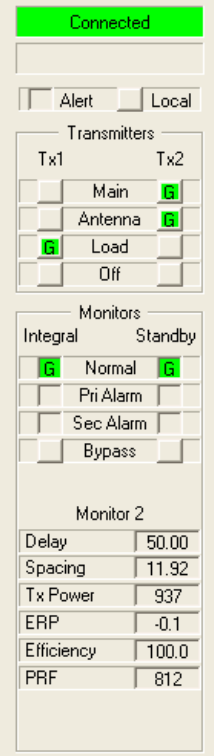 Connected
Alert Local
Transmitters
Tx1 Tx2
Main G
Antenna G
G Load
Off
Monitors
Integral Standby
G Normal G
Pri Alarm
Sec Alarm
Bypass
Monitor 2
Delay 50.00
Spacing 11.92
Tx Power 937
ERP -0.1
Efficiency 100.0
PRF 812